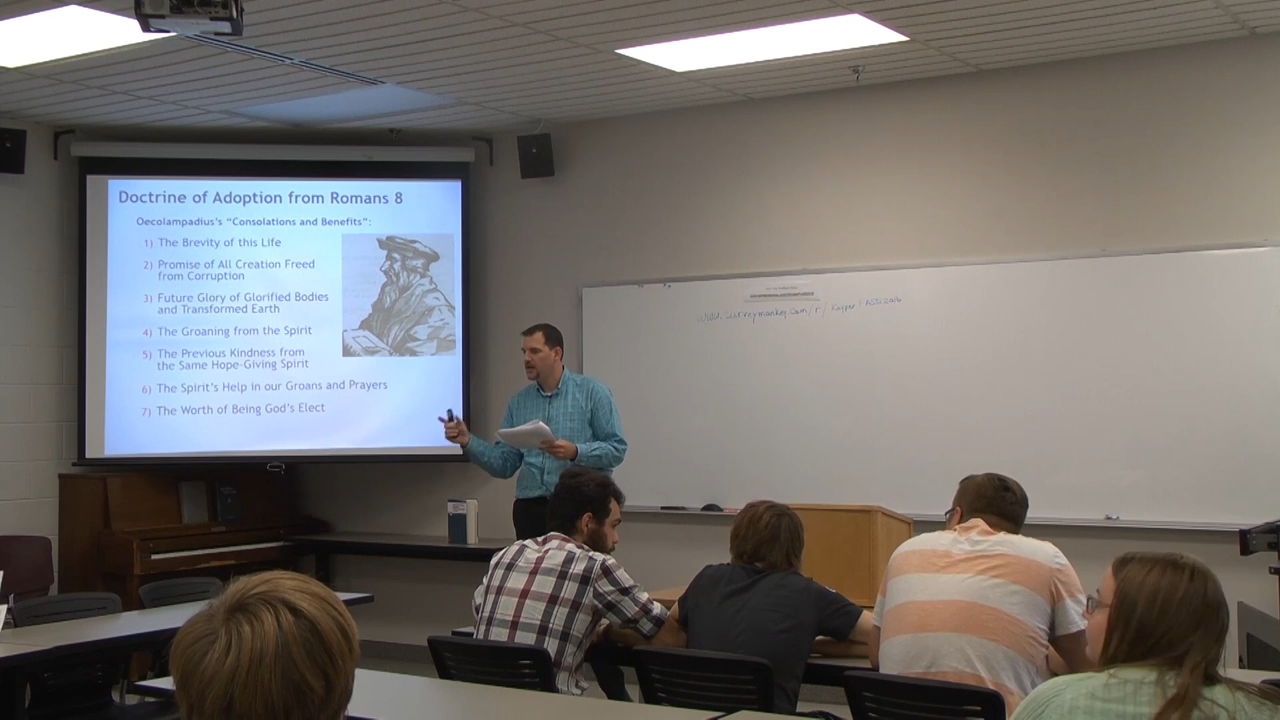 Doctrine of Adoption from Romans 8
Oecolampadius's "Consolations and Benefits":
1) The Brevity of this Life
2) Promise of All Creation Freed
from Corruption
3) Future Glory of Glorified Bodies
and Transformed Earth
4) The Groaning from the Spirit
5) The Previous Kindness from
the Same Hope-Giving Spirit
6) The Spirit's Help in our Groans and Prayers
7) The Worth of Being God's Elect
www.surveymonkey.com/r/